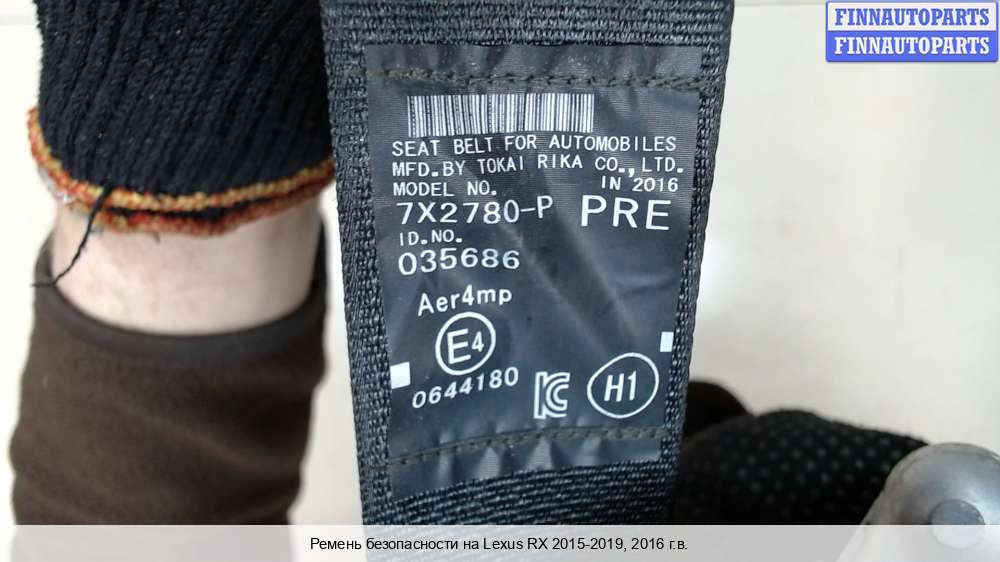 FINNAUTOPARTS
FINNAUTOPARTS
SEAT BELT FOR AUTOMOBILES
MFD.BY TOKAI RIKA CO.,LTD.
MODEL NO. IN 2016
7X2780-P PRE
ID.NO.
035686
Aer4mp
E4
0644180
KC
H1
Ремень безопасности на Lexus RX 2015-2019, 2016 г.в.